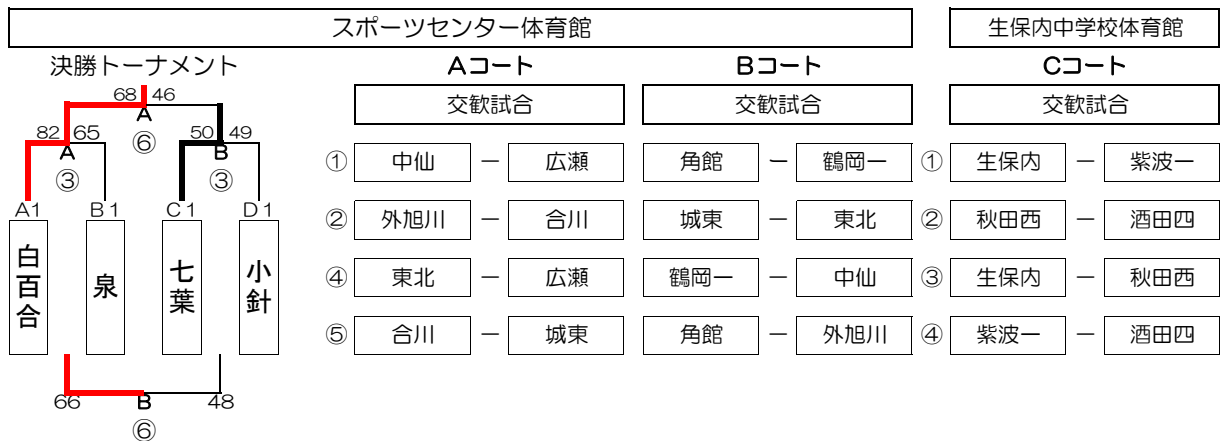 スポーツセンター体育館
生保内中学校体育館
決勝トーナメント
Aコート
Bコート
Cコート
交歓試合
交歓試合
交歓試合
68 46
A
⑥
82 65
A
③
50 49
B
③
A1 B1 C1 D1
白百合
泉
七葉
小針
66 B 48
⑥
① 中仙 － 広瀬 角館 － 鶴岡一 ① 生保内 － 紫波一
② 外旭川 － 合川 城東 － 東北 ② 秋田西 － 酒田四
④ 東北 － 広瀬 鶴岡一 － 中仙 ③ 生保内 － 秋田西
⑤ 合川 － 城東 角館 － 外旭川 ④ 紫波一 － 酒田四